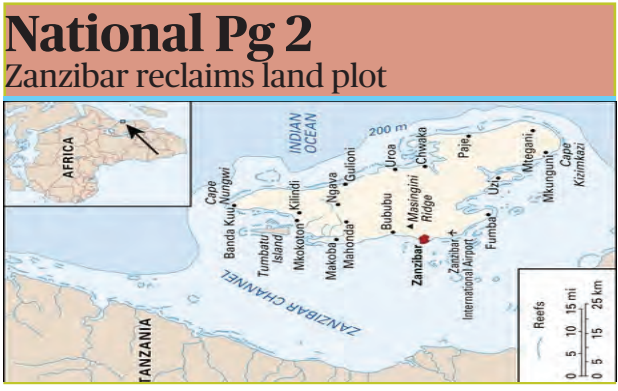 National Pg 2
Zanzibar reclaims land plot
AFRICA
INDIAN
OCEAN
200 m
Cape
Nungwi
Banda Kuu
Tumbatu
Island
Kilindi
Mkokoton
Ngava
Gulioni
Makoba
Mahonda
Uroa
Chwaka
Bububu
Masingini
Ridge
Zanzibar
Zanzibar
International Airport
Paje
Uzi
Fumba
Mtegani
Mkunguni
Cape
Kizimkazi
ZANZIBAR CHANNEL
TANZANIA
Reefs
0 5 10 15 mi
0 5 15 25 km